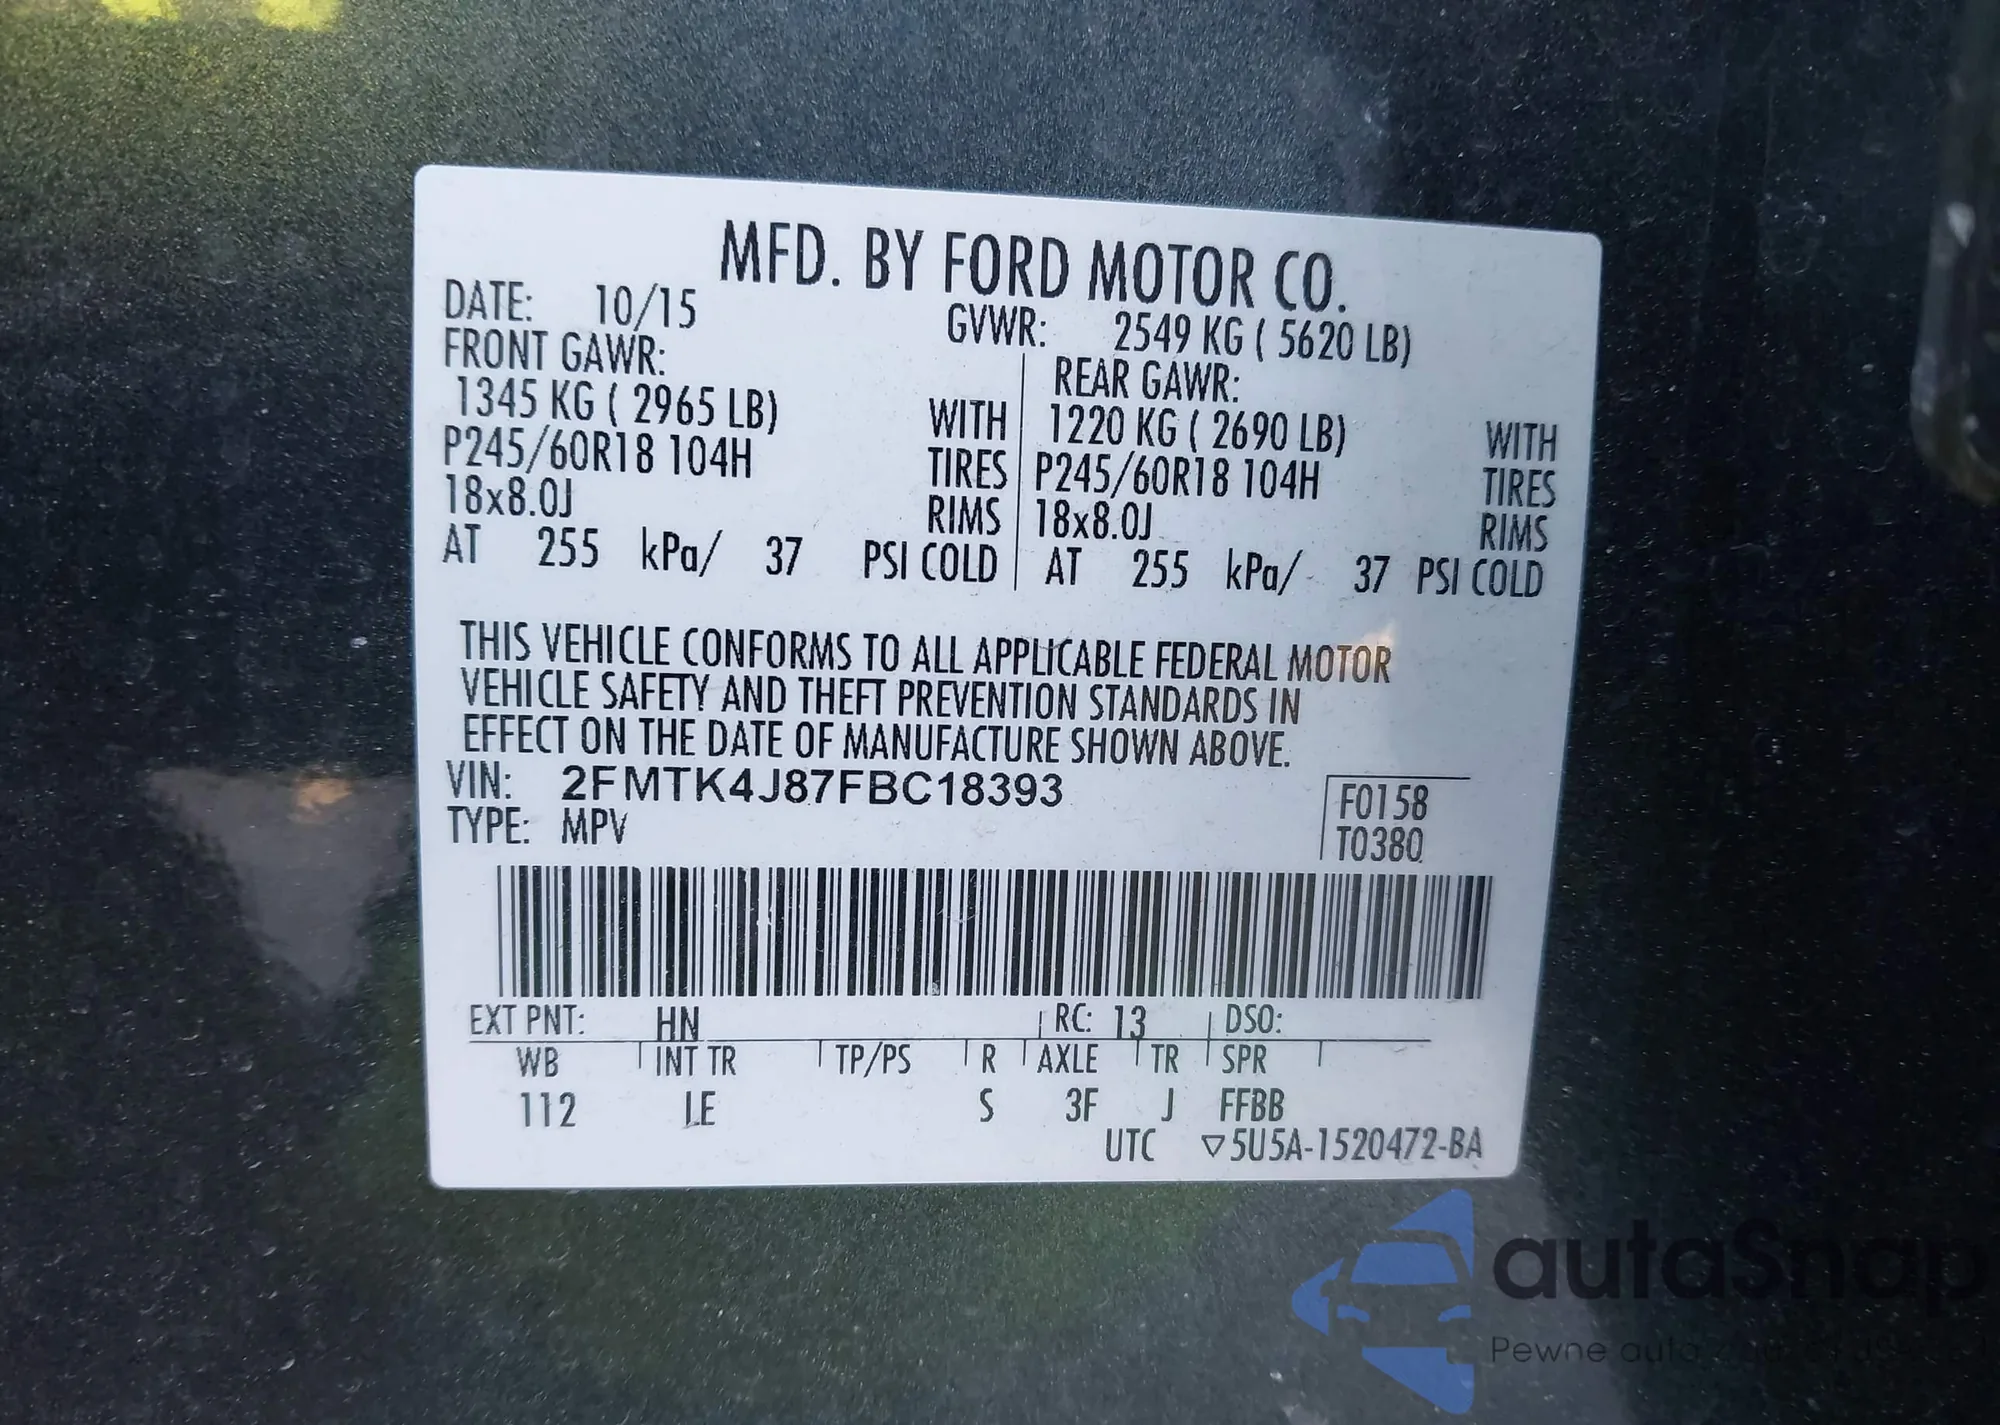 MFD. BY FORD MOTOR CO.
DATE: 10/15 GVWR: 2549 KG ( 5620 LB)
FRONT GAWR: REAR GAWR:
1345 KG ( 2965 LB) WITH 1220 KG ( 2690 LB) WITH
P245/60R18 104H TIRES P245/60R18 104H TIRES
18x8.0J RIMS 18x8.0J RIMS
AT 255 kPa/ 37 PSI COLD AT 255 kPa/ 37 PSI COLD
THIS VEHICLE CONFORMS TO ALL APPLICABLE FEDERAL MOTOR
VEHICLE SAFETY AND THEFT PREVENTION STANDARDS IN
EFFECT ON THE DATE OF MANUFACTURE SHOWN ABOVE.
VIN: 2FMTK4J87FBC18393
TYPE: MPV
F0158
T0380
EXT PNT: HN RC: 13 DSO:
WB INT TR TP/PS R AXLE TR SPR
112 LE S 3F J FFBB
UTC ▽5U5A-1520472-BA
autaSnap
Pewne auta